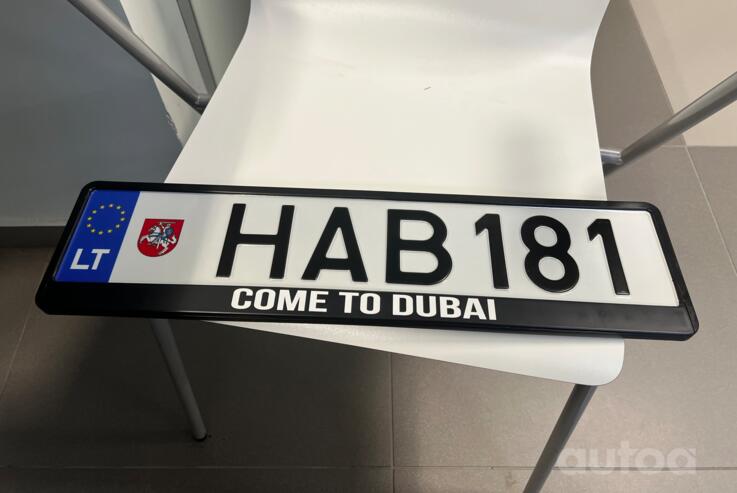 LT
HAB 181
COME TO DUBAI
autoa